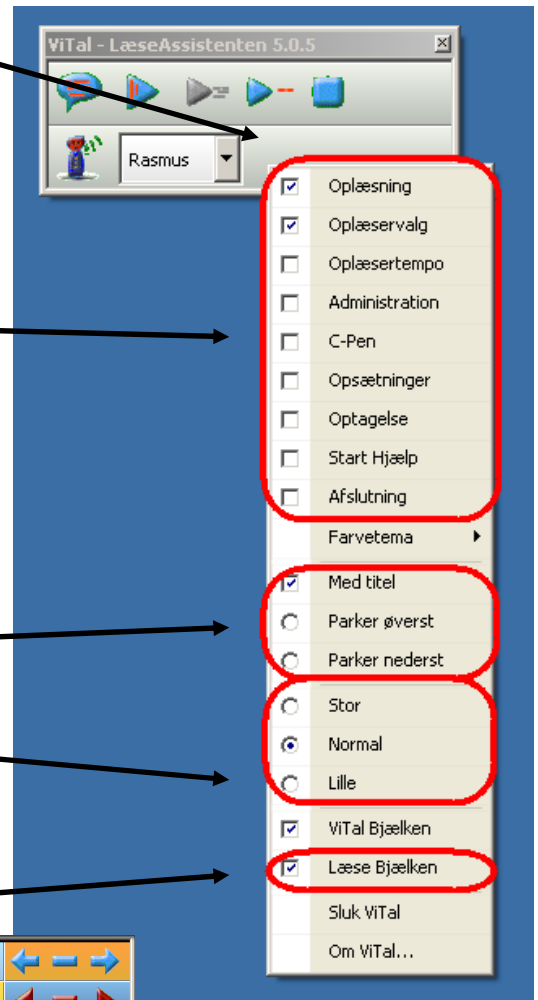 ViTal - LæseAssistenten 5.0.5
Rasmus
Oplæsning
Oplæservalg
Oplæsertempo
Administration
C-Pen
Opsætninger
Optagelse
Start Hjælp
Afslutning
Farvetema
Med titel
Parker øverst
Parker nederst
Stor
Normal
Lille
ViTal Bjælken
Læse Bjælken
Sluk ViTal
Om ViTal...